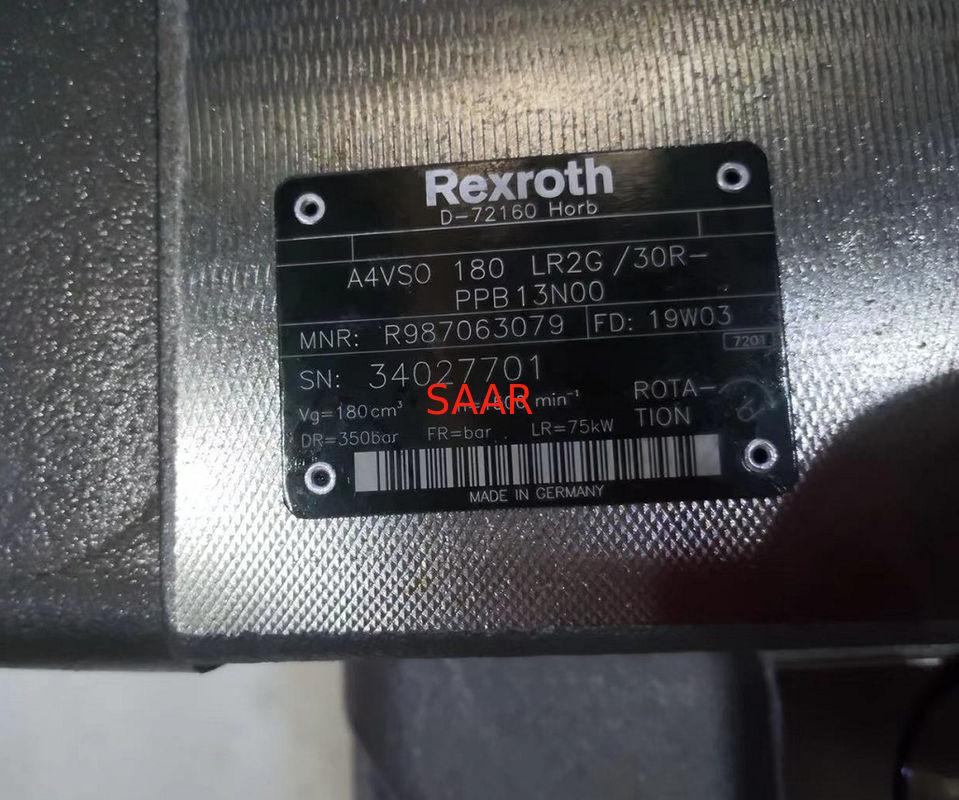 Rexroth
D-72160 Horb
A4VSO 180 LR2G /30R-
PPB13N00
MNR: R987063079 FD: 19W03
7201
SN: 34027701
Vg=180cm³ min⁻¹ ROTA-
SAAR
TION
DR=350bar FR=bar LR=75kW
MADE IN GERMANY